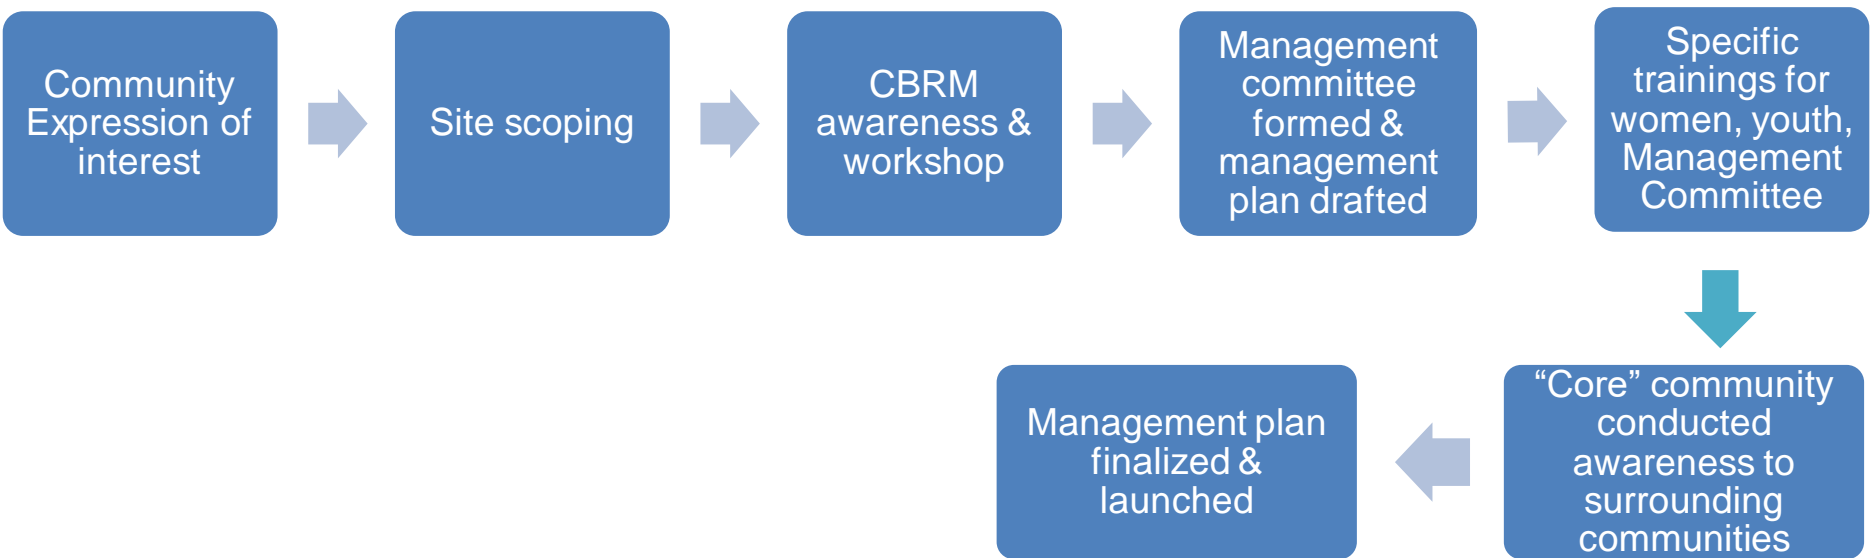 Community
Expression of
interest
Site scoping
CBRM
awareness &
workshop
Management
committee
formed &
management
plan drafted
Specific
trainings for
women, youth,
Management
Committee
“Core” community
conducted
awareness to
surrounding
communities
Management plan
finalized &
launched